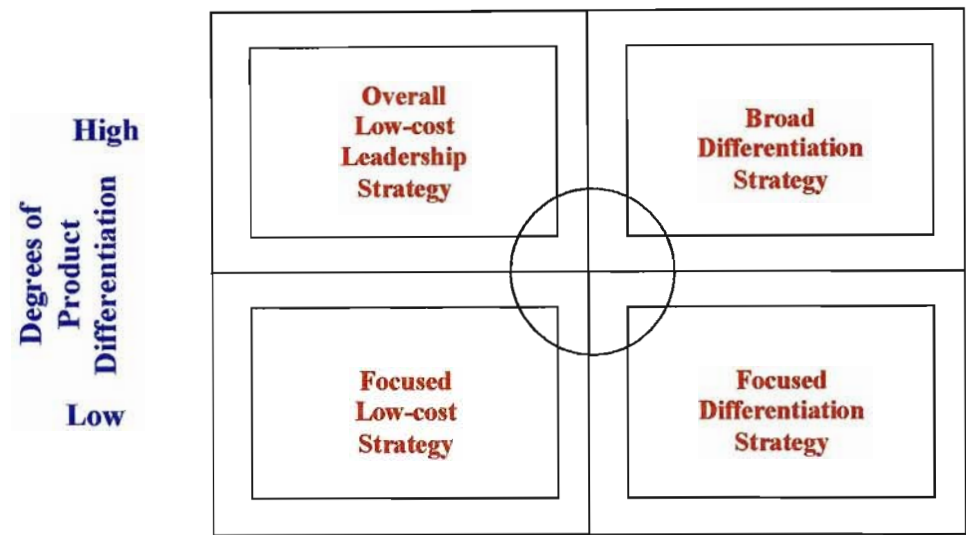 High
Degrees of
Product
Differentiation
Low
Overall
Low-cost
Leadership
Strategy
Broad
Differentiation
Strategy
Focused
Low-cost
Strategy
Focused
Differentiation
Strategy